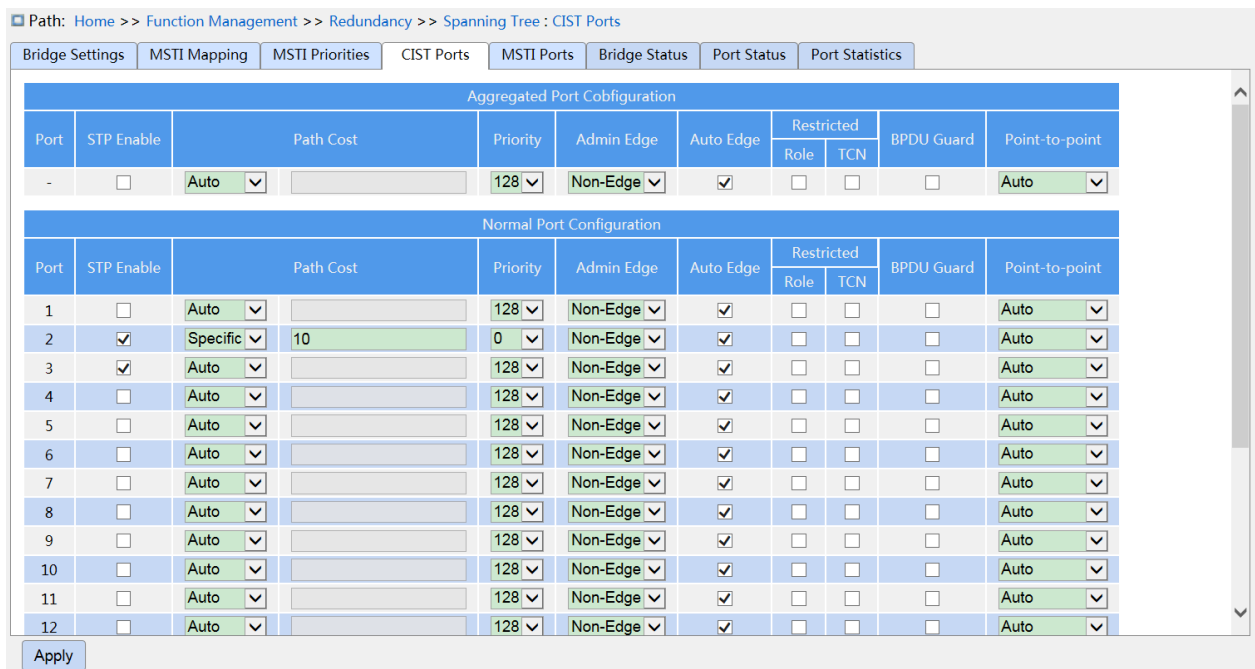 Path: Home >> Function Management >> Redundancy >> Spanning Tree : CIST Ports
Bridge Settings MSTI Mapping MSTI Priorities CIST Ports MSTI Ports Bridge Status Port Status Port Statistics
Aggregated Port Cobfiguration
Port STP Enable Path Cost Priority Admin Edge Auto Edge Restricted BPDU Guard Point-to-point
Role TCN
- Auto 128 Non-Edge Auto
Normal Port Configuration
Port STP Enable Path Cost Priority Admin Edge Auto Edge Restricted BPDU Guard Point-to-point
Role TCN
1 Auto 128 Non-Edge Auto
2 Specific 10 0 Non-Edge Auto
3 Auto 128 Non-Edge Auto
4 Auto 128 Non-Edge Auto
5 Auto 128 Non-Edge Auto
6 Auto 128 Non-Edge Auto
7 Auto 128 Non-Edge Auto
8 Auto 128 Non-Edge Auto
9 Auto 128 Non-Edge Auto
10 Auto 128 Non-Edge Auto
11 Auto 128 Non-Edge Auto
12 Auto 128 Non-Edge Auto
Apply